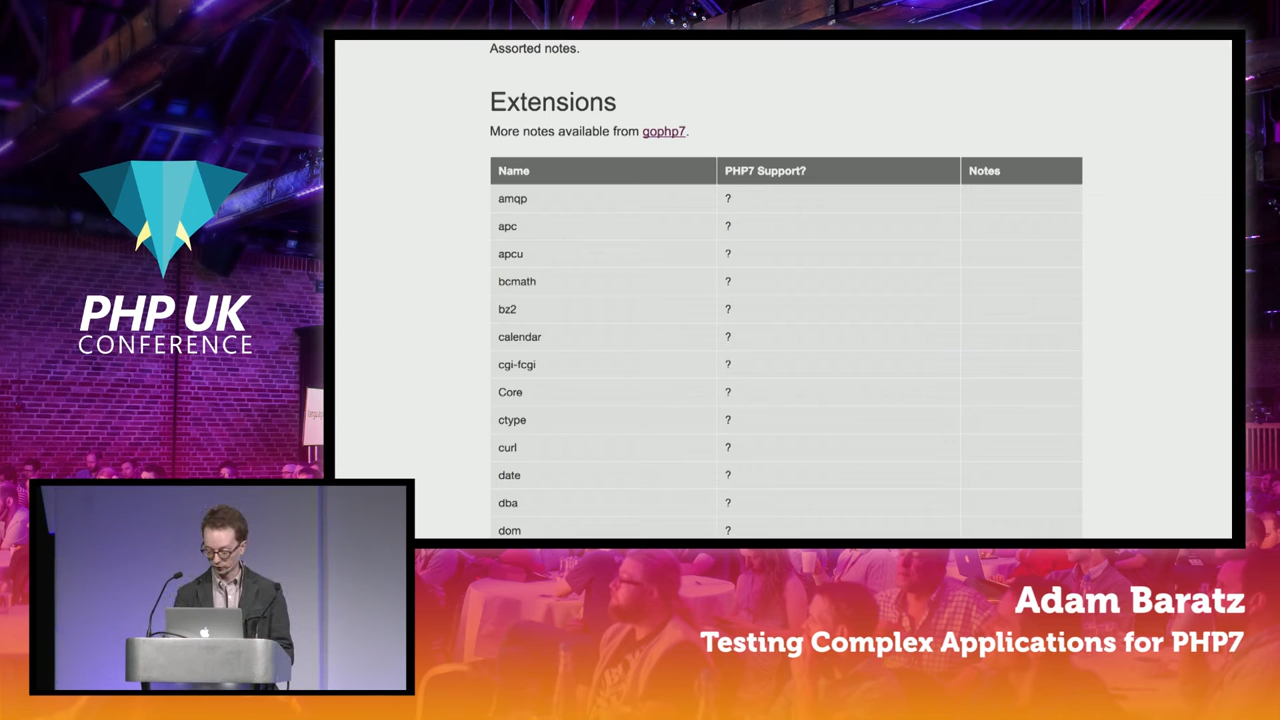 Assorted notes.
Extensions
More notes available from gophp7.
Name PHP7 Support? Notes
amqp ?
apc ?
apcu ?
bcmath ?
bz2 ?
calendar ?
cgi-fcgi ?
Core ?
ctype ?
curl ?
date ?
dba ?
dom ?
PHP UK
CONFERENCE
Adam Baratz
Testing Complex Applications for PHP7